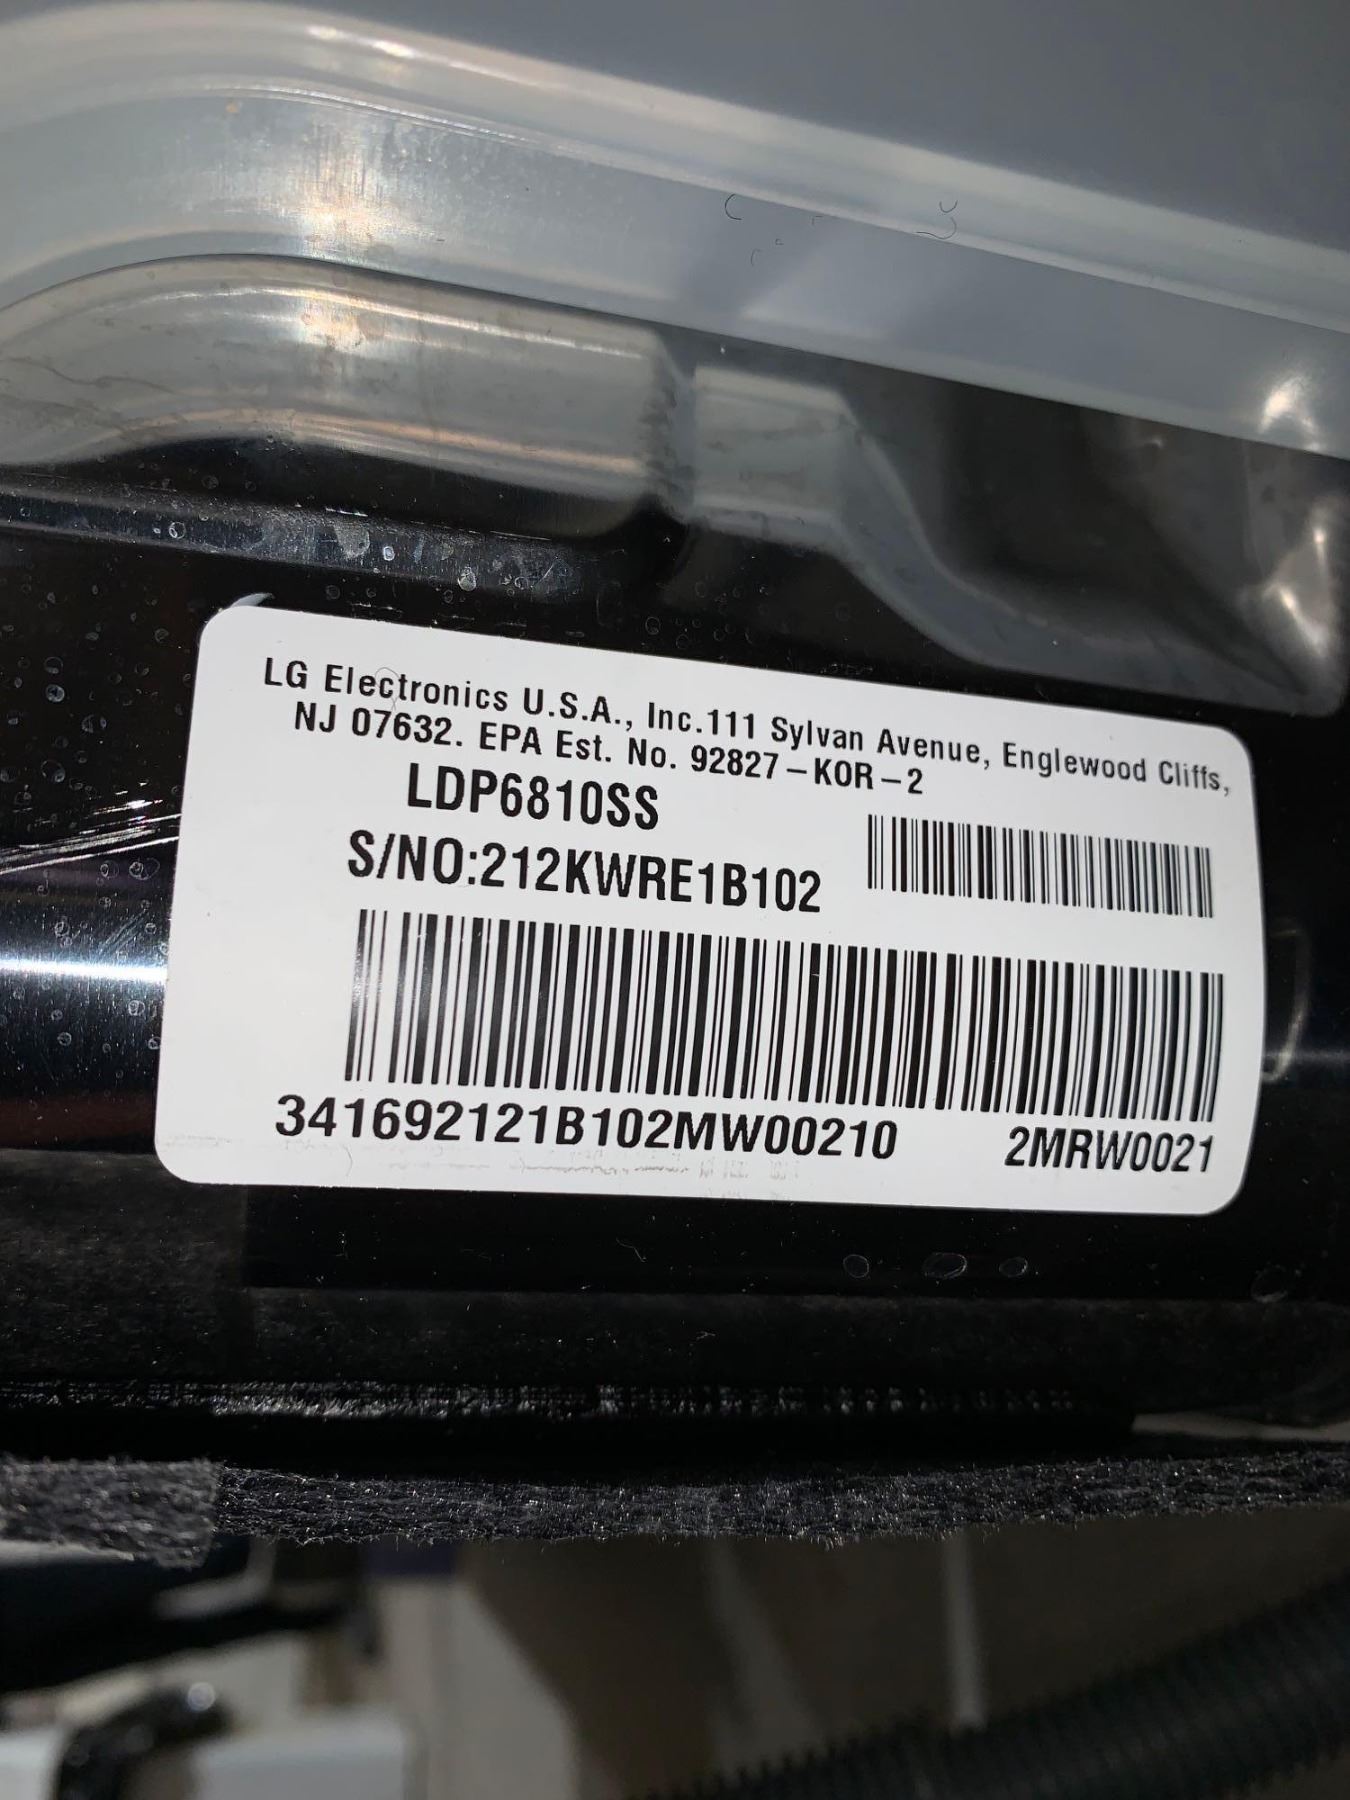 LG Electronics U.S.A., Inc.111 Sylvan Avenue, Englewood Cliffs,
NJ 07632. EPA Est. No. 92827-KOR-2
LDP6810SS
S/NO:212KWRE1B102
341692121B102MW00210 2MRW0021